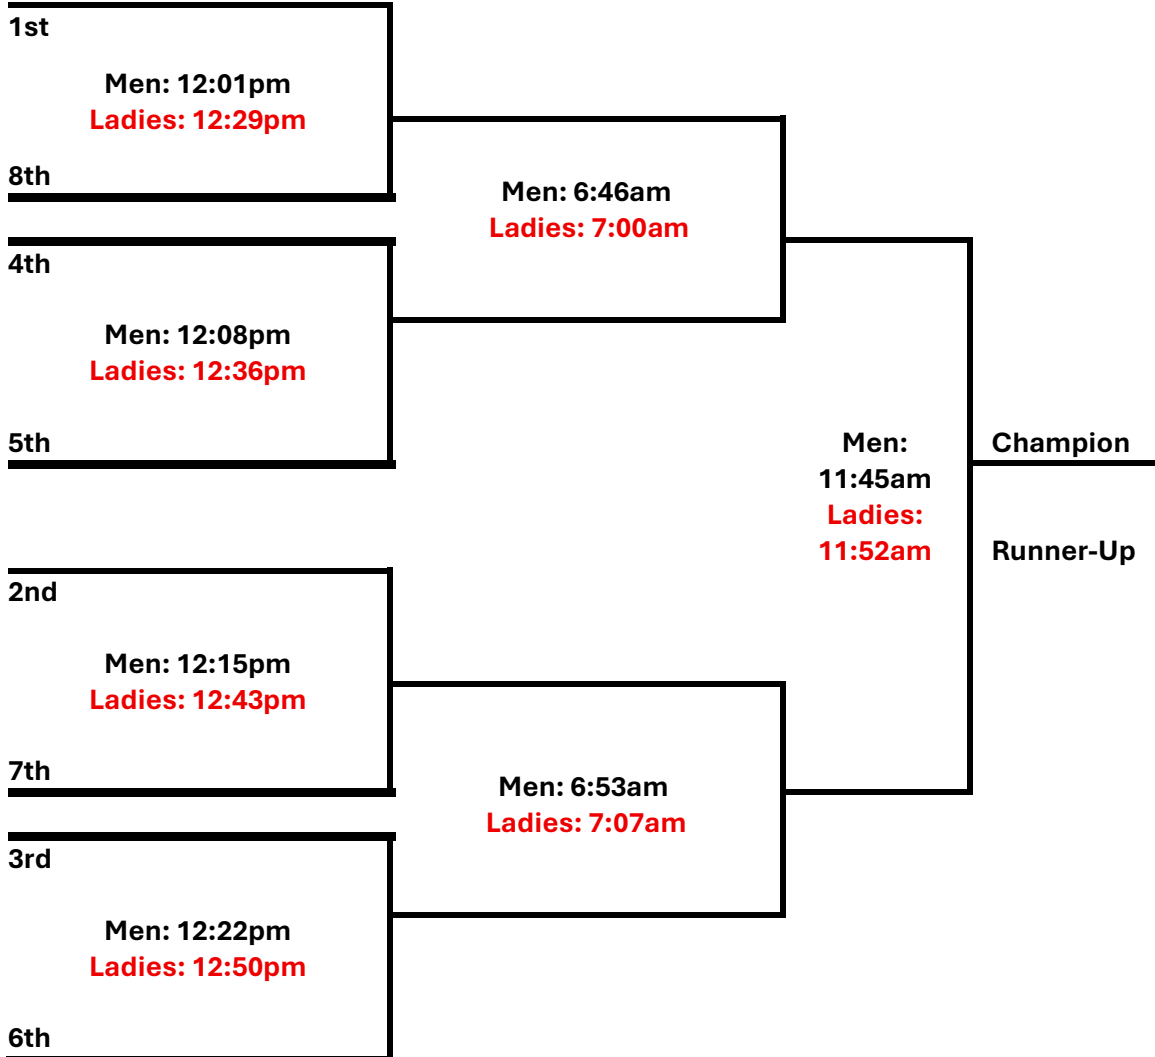 1st
Men: 12:01pm
Ladies: 12:29pm
8th
4th
Men: 12:08pm
Ladies: 12:36pm
5th
2nd
Men: 12:15pm
Ladies: 12:43pm
7th
3rd
Men: 12:22pm
Ladies: 12:50pm
6th
Men: 6:46am
Ladies: 7:00am
Men: 6:53am
Ladies: 7:07am
Men:
11:45am
Ladies:
11:52am
Champion
Runner-Up